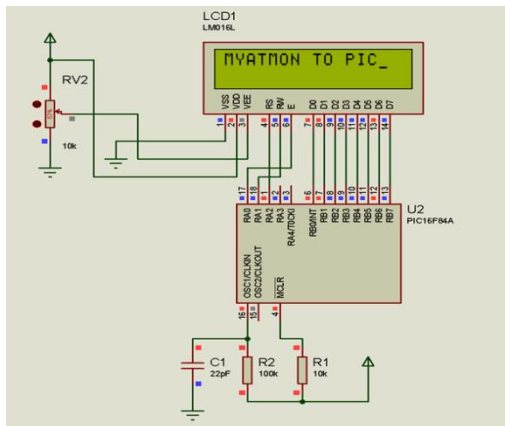 LCD1
LM016L
MYATMON TO PIC_
RV2
61%
10k
VSS VDD VEE RS RW E D0 D1 D2 D3 D4 D5 D6 D7
1 2 3 4 5 6 7 8 9 10 11 12 13 14
17 18 1 2 3 6 7 8 9 10 11 12 13
RA0 RA1 RA2 RA3 RA4/T0CKI RB0/INT RB1 RB2 RB3 RB4 RB5 RB6 RB7
U2
PIC16F84A
OSC1/CLKIN OSC2/CLKOUT MCLR
16 15 4
C1
22pF
R2
100k
R1
10k